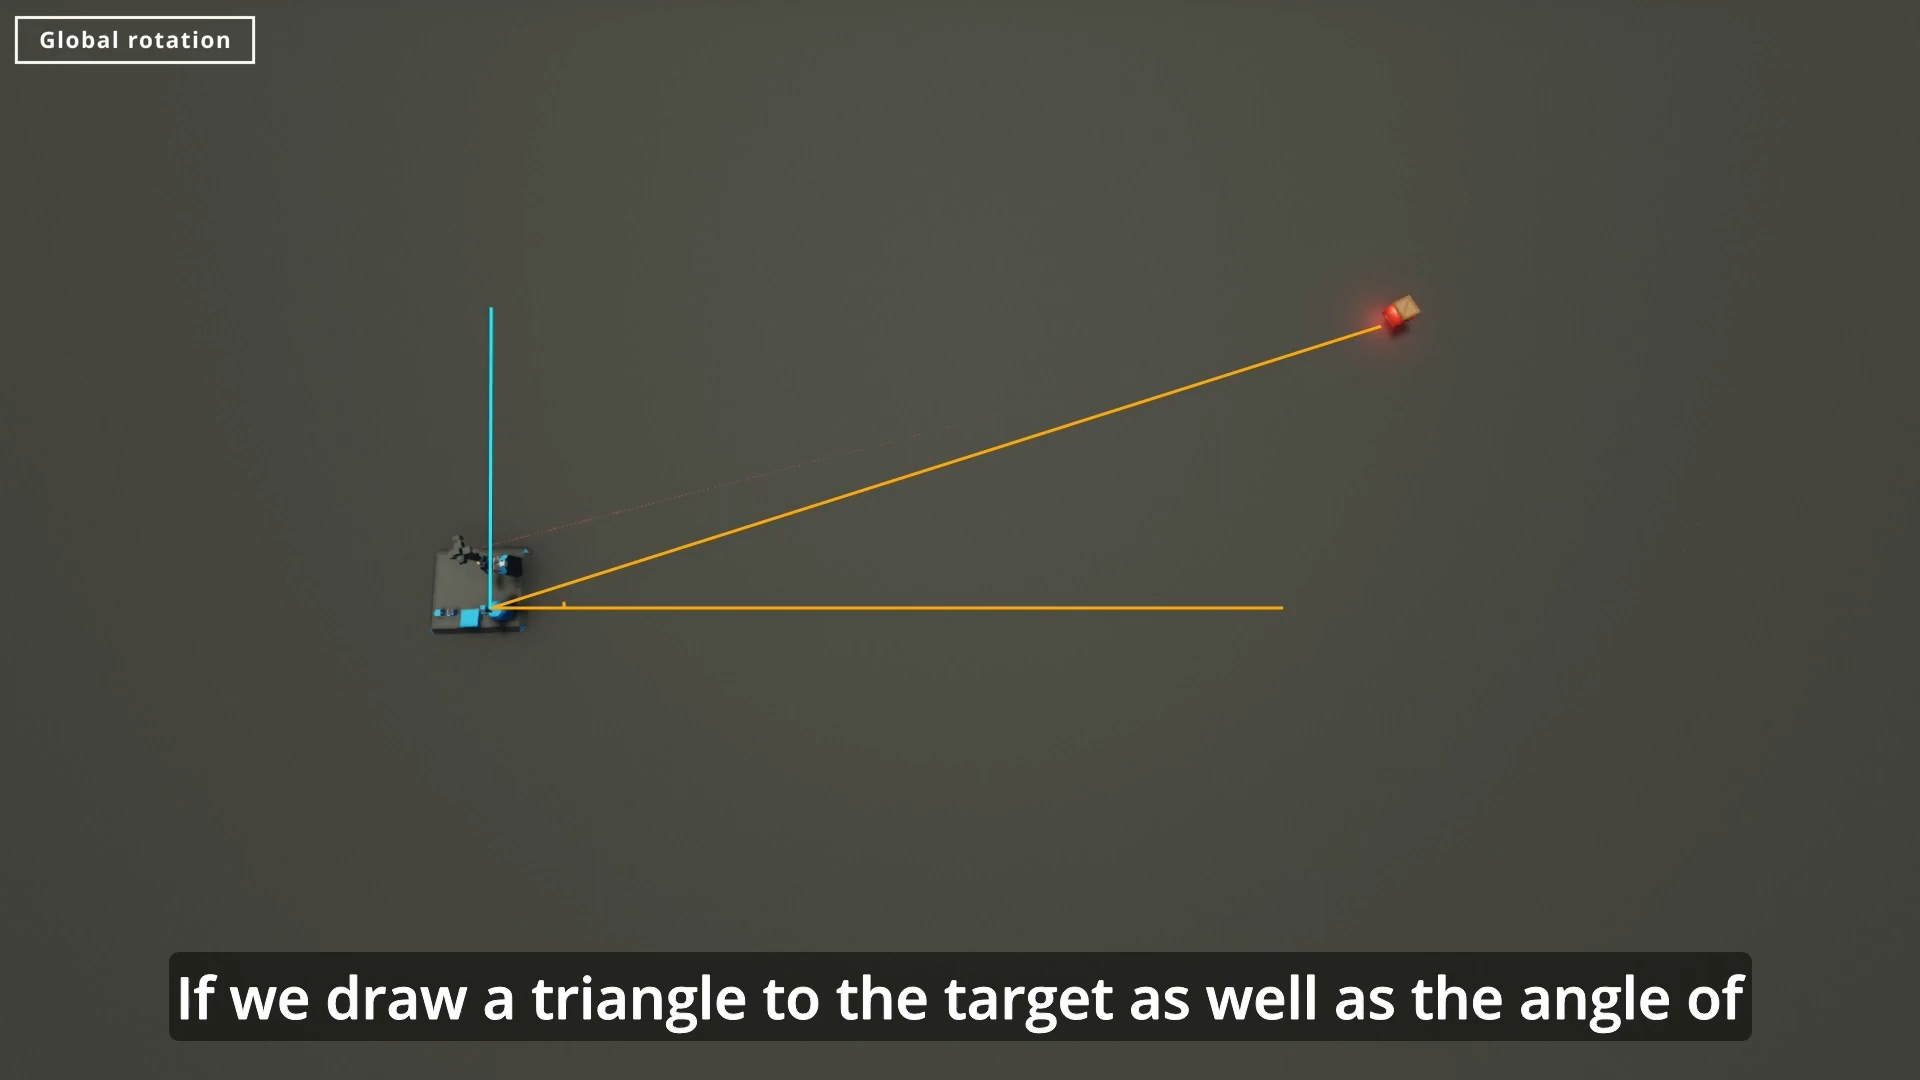 Global rotation
If we draw a triangle to the target as well as the angle of